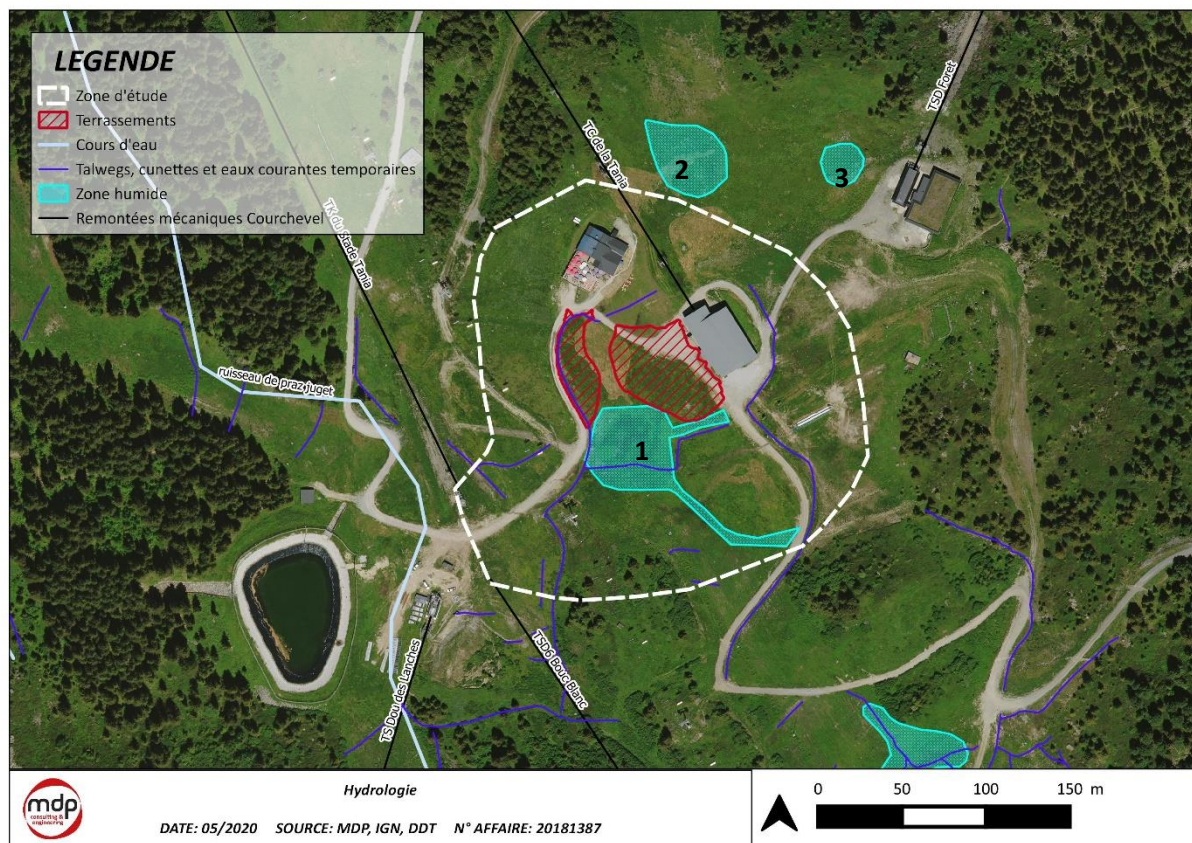 LEGENDE
Zone d'étude
Terrassements
Cours d'eau
Talwegs, cunettes et eaux courantes temporaires
Zone humide
Remontées mécaniques Courchevel
TK du Stade Tania
TC de la Tania
TSD Foret
2
3
ruisseau de praz juget
1
TS Dou des Lanches
TSD6 Bouc Blanc
mdp
consulting &
engineering
Hydrologie
DATE: 05/2020 SOURCE: MDP, IGN, DDT N° AFFAIRE: 20181387
0 50 100 150 m